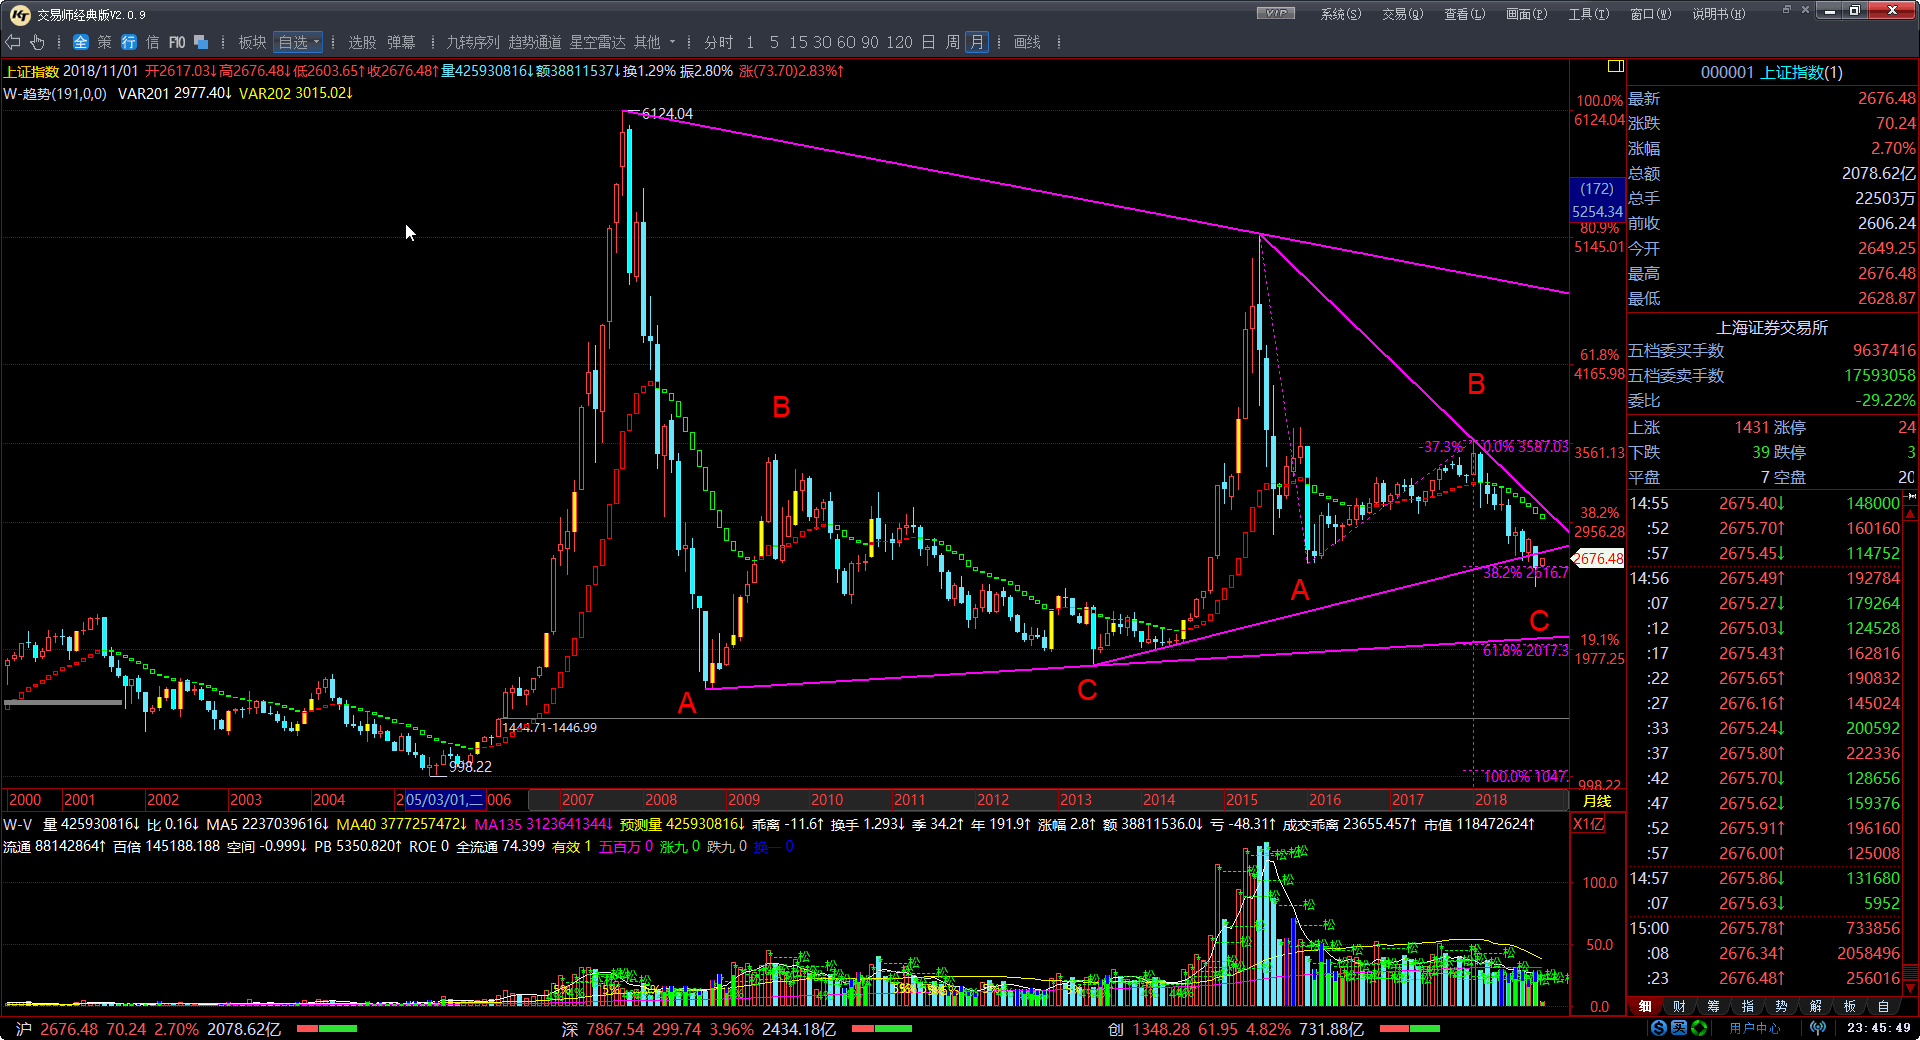 交易师经典版V2.0.9
VIP 系统(S) 交易(Q) 查看(L) 画面(P) 工具(T) 窗口(W) 说明书(H)
全 策 行 信 F10 板块 自选 选股 弹幕 九转序列 趋势通道 星空雷达 其他 分时 1 5 15 30 60 90 120 日 周 月 画线
上证指数 2018/11/01 开2617.03↓高2676.48↓低2603.65↑收2676.48↑量425930816↓额38811537↓换1.29% 振2.80% 涨(73.70)2.83%↑
W-趋势(191,0,0) VAR201 2977.40↓ VAR202 3015.02↓
6124.04
100.0%
6124.04
(172)
5254.34
80.9%
5145.01
61.8%
4165.98
B
B
-37.3%
0.0% 3587.03
3561.13
38.2%
2956.28
2676.48
38.2% 2616.7
A
C
19.1%
1977.25
61.8% 2017.3
A
C
1444.71-1446.99
998.22
100.0% 1047.
998.22
2000 2001 2002 2003 2004 2 05/03/01,二 006 2007 2008 2009 2010 2011 2012 2013 2014 2015 2016 2017 2018 月线
W-V 量 425930816↓ 比 0.16↓ MA5 2237039616↓ MA40 3777257472↓ MA135 3123641344↓ 预测量 425930816↓ 乖离 -11.6↑ 换手 1.293↓ 季 34.2↑ 年 191.9↑ 涨幅 2.8↑ 额 38811536.0↓ 亏 -48.31↑ 成交乖离 23655.457↑ 市值 118472624↑
X1亿
流通 88142864↑ 百倍 145188.188 空间 -0.999↓ PB 5350.820↑ ROE 0 全流通 74.399 有效 1 五百万 0 涨九 0 跌九 0 换一 0
100.0
50.0
0.0
000001 上证指数(1)
最新 2676.48
涨跌 70.24
涨幅 2.70%
总额 2078.62亿
总手 22503万
前收 2606.24
今开 2649.25
最高 2676.48
最低 2628.87
上海证券交易所
五档委买手数 9637416
五档委卖手数 17593058
委比 -29.22%
上涨 1431 涨停 24
下跌 39 跌停 3
平盘 7 空盘 20
14:55 2675.40↓ 148000
:52 2675.70↑ 160160
:57 2675.45↓ 114752
14:56 2675.49↑ 192784
:07 2675.27↓ 179264
:12 2675.03↓ 124528
:17 2675.43↑ 162816
:22 2675.65↑ 190832
:27 2676.16↑ 145024
:33 2675.24↓ 200592
:37 2675.80↑ 222336
:42 2675.70↓ 128656
:47 2675.62↓ 159376
:52 2675.91↑ 196160
:57 2676.00↑ 125008
14:57 2675.86↓ 131680
:07 2675.63↓ 5952
15:00 2675.78↑ 733856
:08 2676.34↑ 2058496
:23 2676.48↑ 256016
细 财 筹 指 势 解 板 自
沪 2676.48 70.24 2.70% 2078.62亿 深 7867.54 299.74 3.96% 2434.18亿 创 1348.28 61.95 4.82% 731.88亿 用户中心 23:45:49